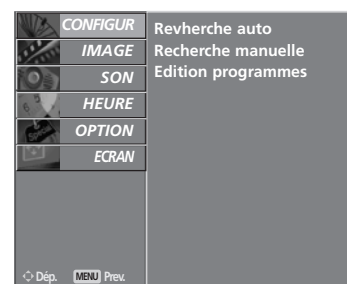 CONFIGUR
IMAGE
SON
HEURE
OPTION
ECRAN
Revherche auto
Recherche manuelle
Edition programmes
Dép. MENU Prev.